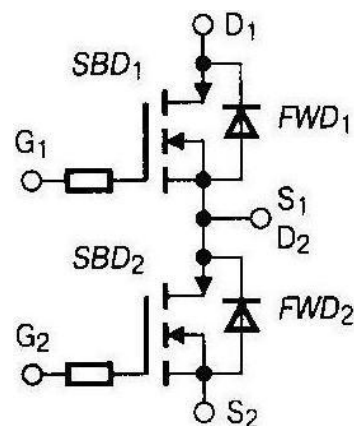 D₁
SBD₁
FWD₁
G₁
S₁
D₂
SBD₂
FWD₂
G₂
S₂